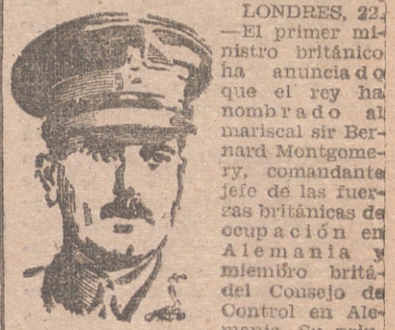 LONDRES, 22.
—El primer mi-
nistro británico
ha anunciado
que el rey ha
nombrado al
mariscal sir Ber-
nard Montgome-
ry, comandante
jefe de las fuer-
zas británicas de
ocupación en
Alemania y
miembro britá-
del Consejo de
Control en Ale-